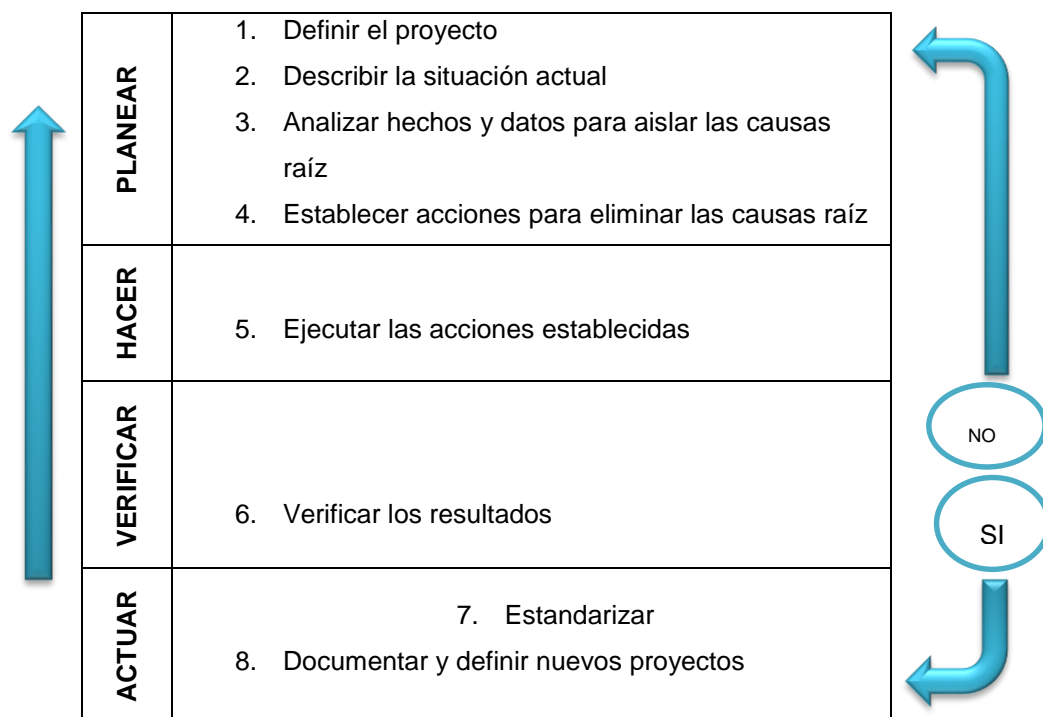 PLANEAR
1. Definir el proyecto
2. Describir la situación actual
3. Analizar hechos y datos para aislar las causas
raíz
4. Establecer acciones para eliminar las causas raíz
HACER
5. Ejecutar las acciones establecidas
VERIFICAR
6. Verificar los resultados
ACTUAR
7. Estandarizar
8. Documentar y definir nuevos proyectos
NO
SI